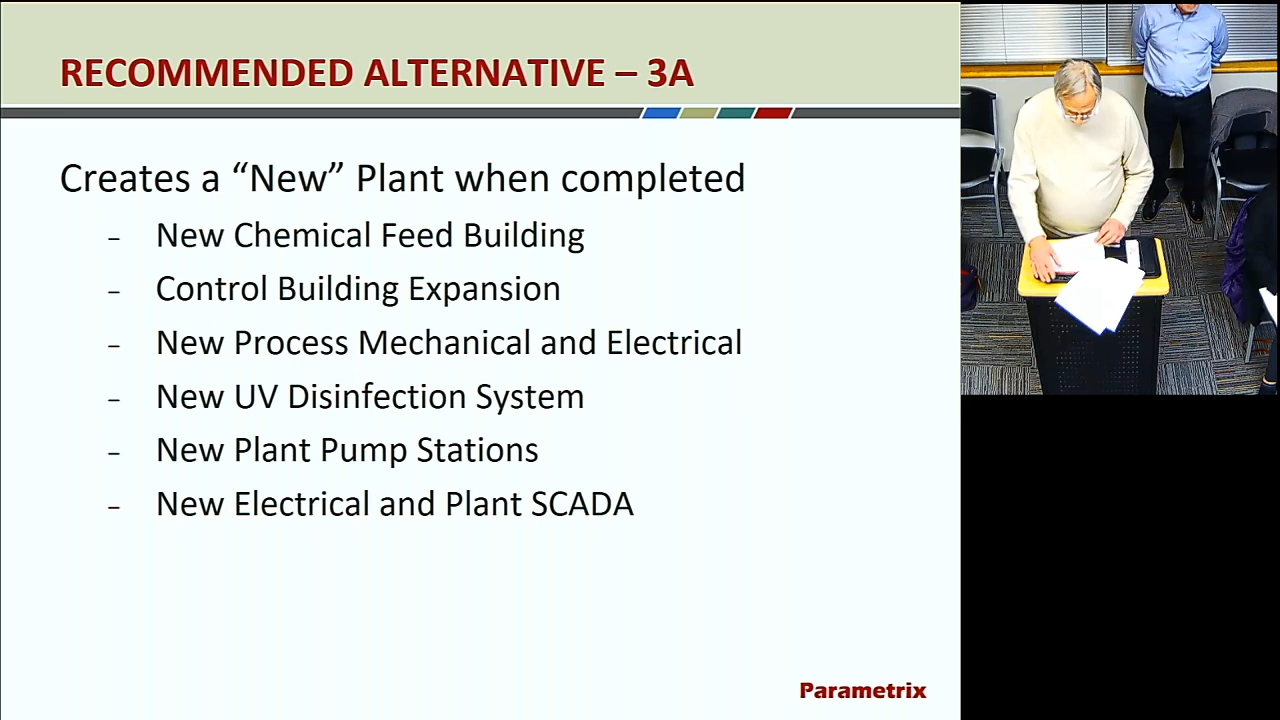 RECOMMENDED ALTERNATIVE – 3A
Creates a “New” Plant when completed
– New Chemical Feed Building
– Control Building Expansion
– New Process Mechanical and Electrical
– New UV Disinfection System
– New Plant Pump Stations
– New Electrical and Plant SCADA
Parametrix